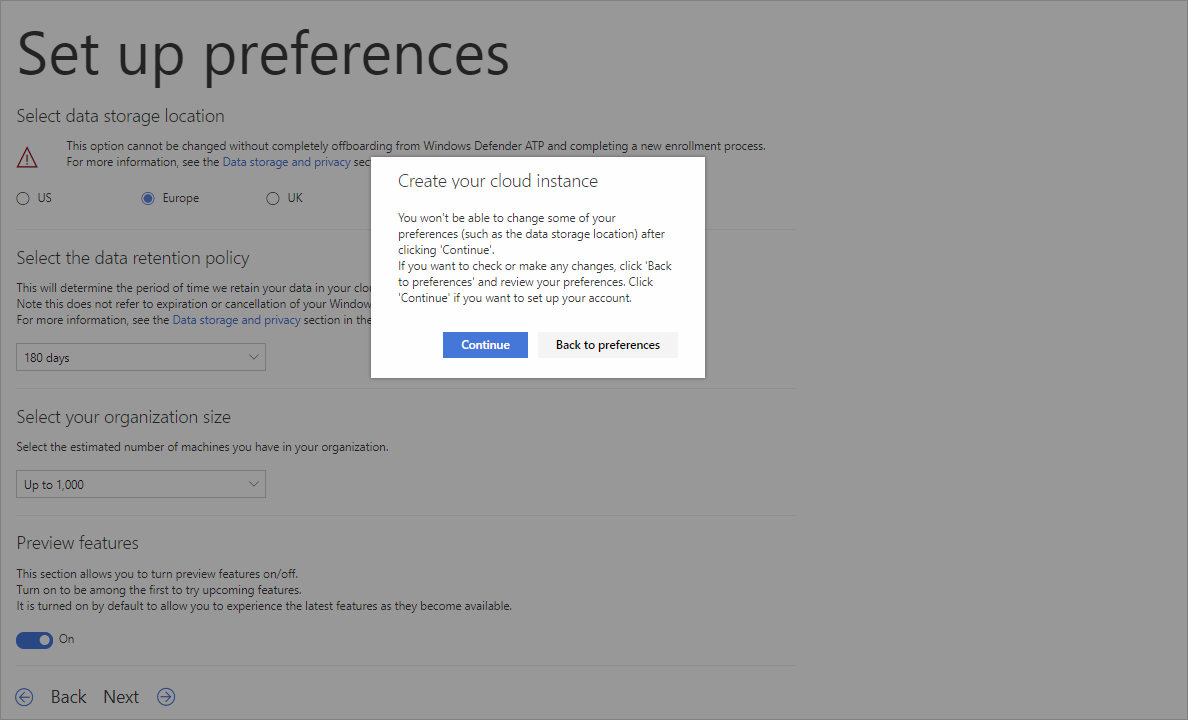 Set up preferences
Select data storage location
This option cannot be changed without completely offboarding from Windows Defender ATP and completing a new enrollment process.
For more information, see the Data storage and privacy sec
US
Europe
UK
Create your cloud instance
You won't be able to change some of your
preferences (such as the data storage location) after
clicking 'Continue'.
If you want to check or make any changes, click 'Back
to preferences' and review your preferences. Click
'Continue' if you want to set up your account.
Continue
Back to preferences
Select the data retention policy
This will determine the period of time we retain your data in your clou
Note this does not refer to expiration or cancellation of your Window
For more information, see the Data storage and privacy section in the
180 days
Select your organization size
Select the estimated number of machines you have in your organization.
Up to 1,000
Preview features
This section allows you to turn preview features on/off.
Turn on to be among the first to try upcoming features.
It is turned on by default to allow you to experience the latest features as they become available.
On
Back
Next